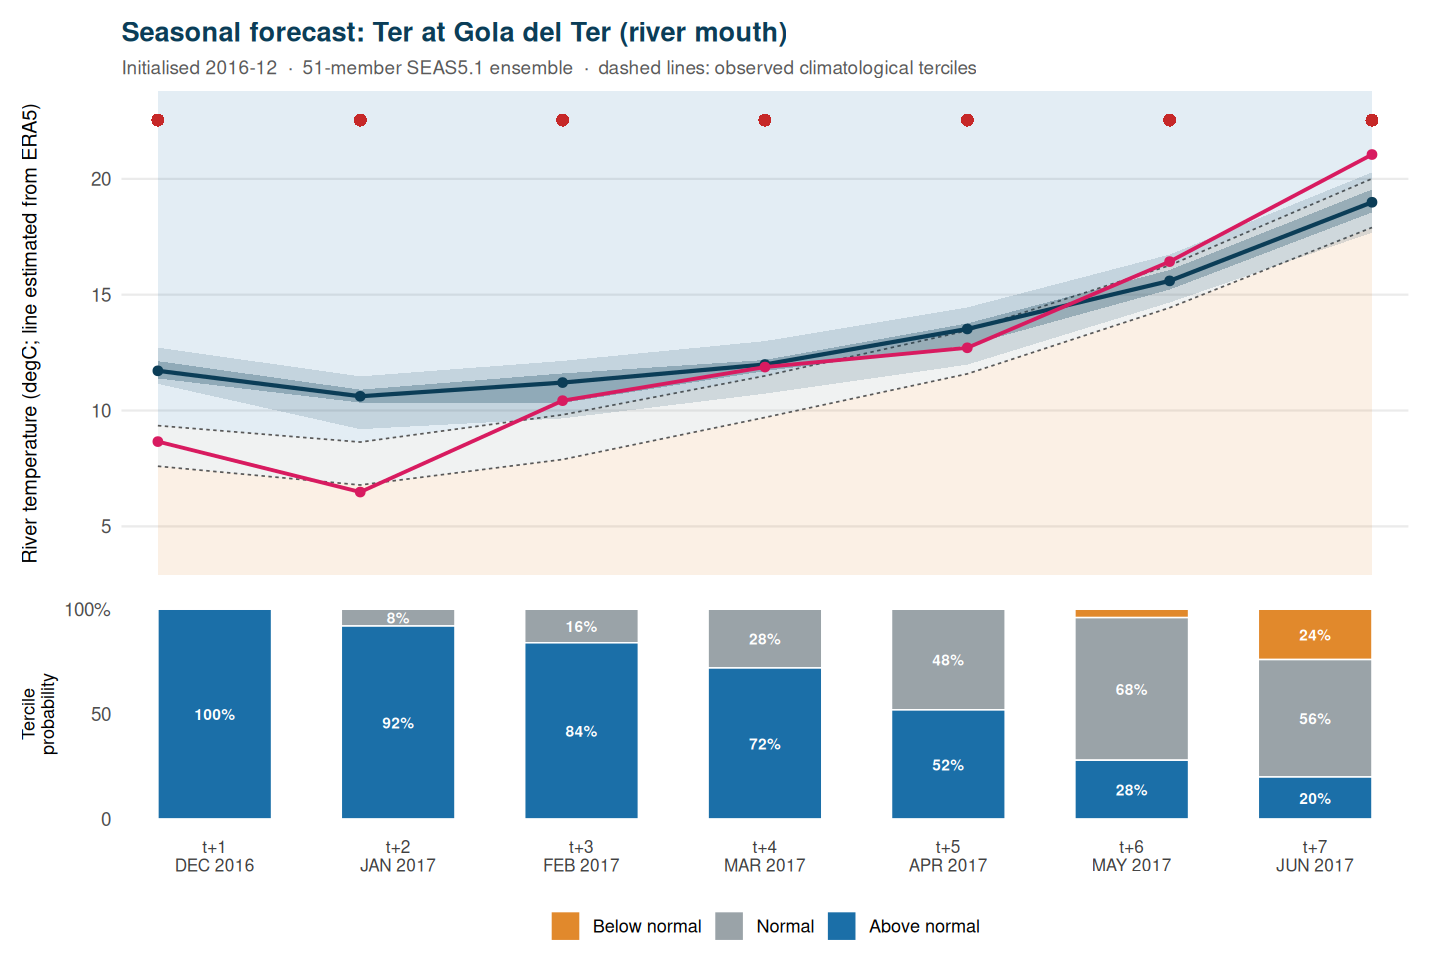 Seasonal forecast: Ter at Gola del Ter (river mouth)
Initialised 2016-12 · 51-member SEAS5.1 ensemble · dashed lines: observed climatological terciles
River temperature (degC; line estimated from ERA5)
20
15
10
5
Tercile
probability
100%
50
0
100%
8%
92%
16%
84%
28%
72%
48%
52%
68%
28%
24%
56%
20%
t+1
DEC 2016
t+2
JAN 2017
t+3
FEB 2017
t+4
MAR 2017
t+5
APR 2017
t+6
MAY 2017
t+7
JUN 2017
Below normal
Normal
Above normal